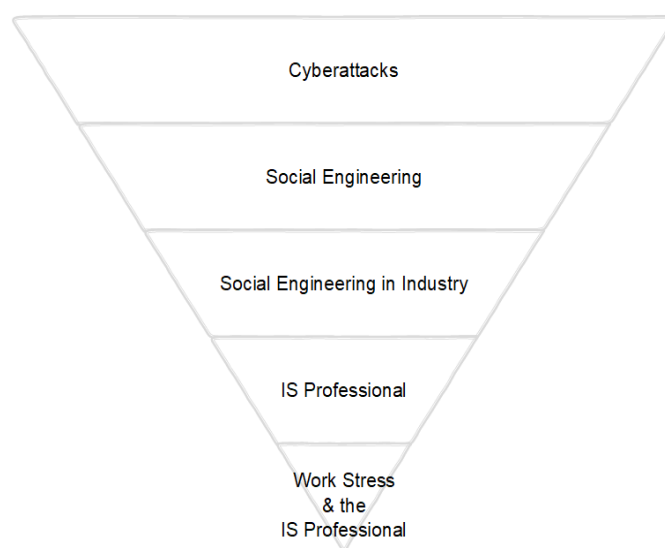 Cyberattacks
Social Engineering
Social Engineering in Industry
IS Professional
Work Stress
& the
IS Professional